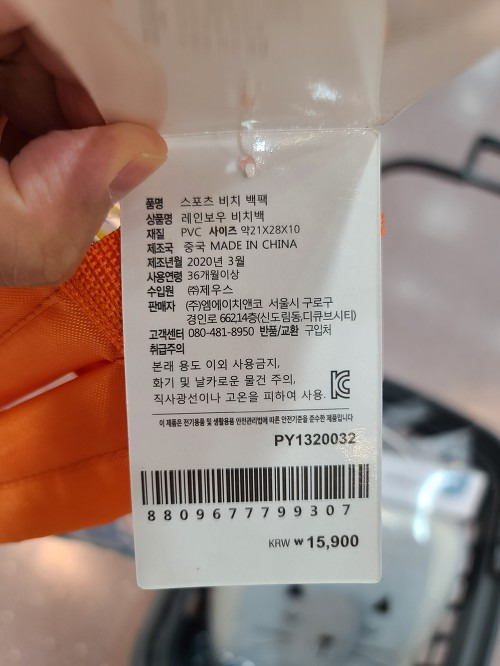 품명 스포츠 비치 백팩
상품명 레인보우 비치백
재질 PVC 사이즈 약21X28X10
제조국 중국 MADE IN CHINA
제조년월 2020년 3월
사용연령 36개월이상
수입원 ㈜제우스
판매자 (주)엠에이치앤코 서울시 구로구
경인로 662,14층(신도림동,디큐브시티)
고객센터 080-481-8950 반품/교환 구입처
취급주의
본래 용도 이외 사용금지,
화기 및 날카로운 물건 주의,
직사광선이나 고온을 피하여 사용.
이 제품은 전기용품 및 생활용품 안전관리법에 따른 안전기준을 준수한 제품입니다
PY1320032
8809677799307
KRW ₩ 15,900